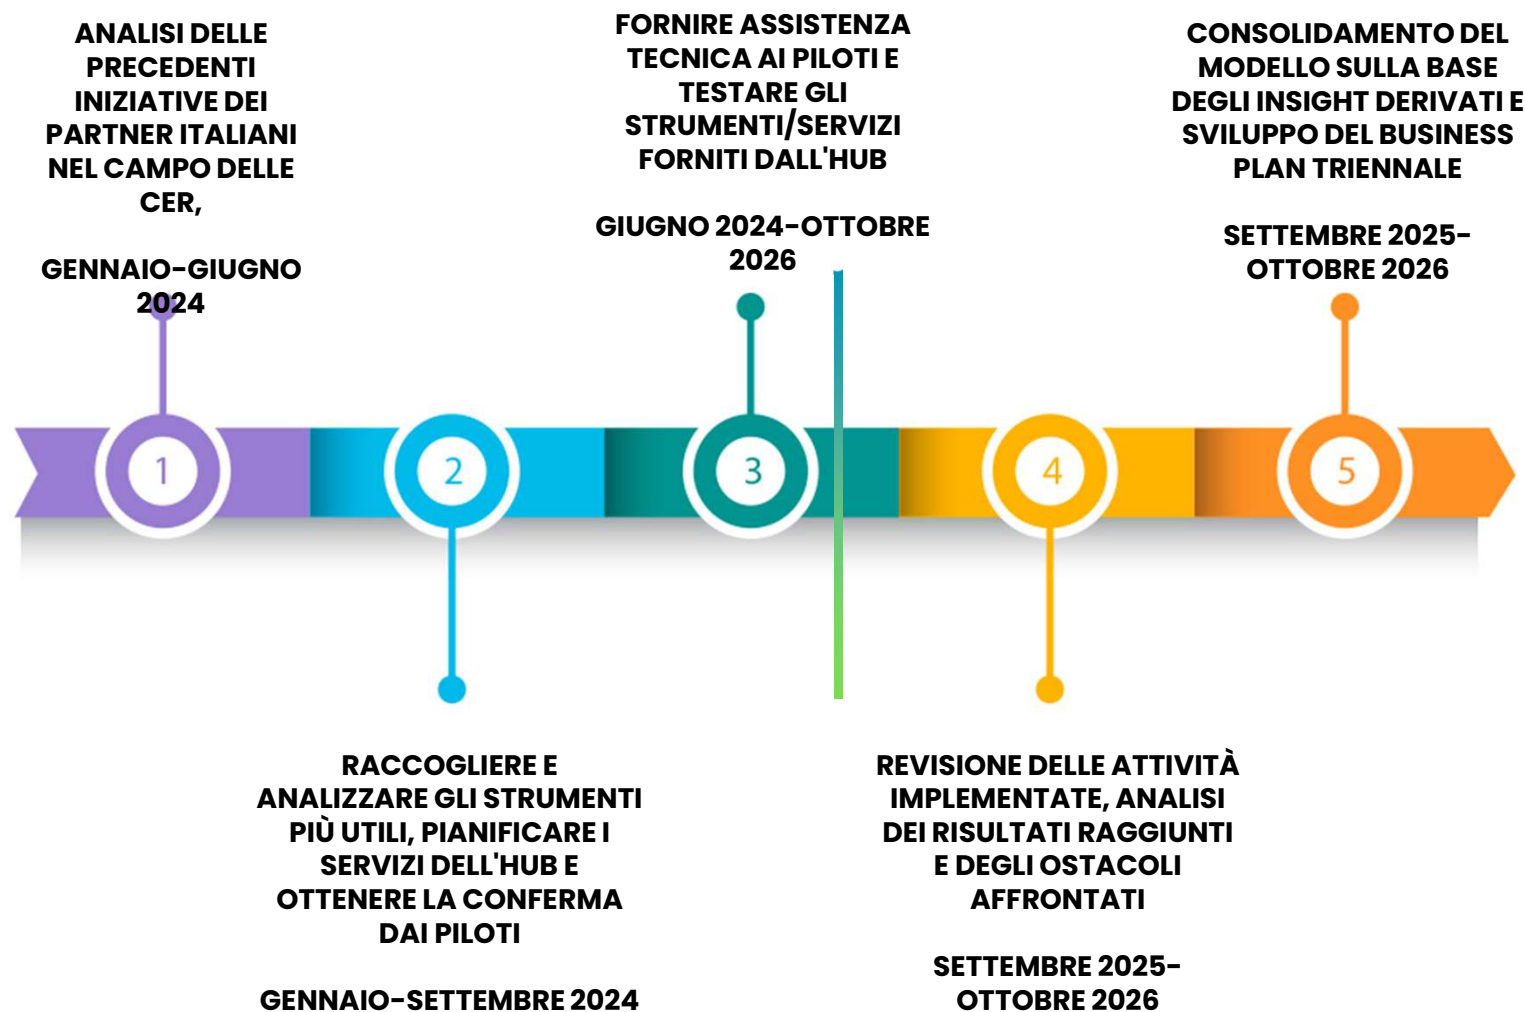 ANALISI DELLE
PRECEDENTI
INIZIATIVE DEI
PARTNER ITALIANI
NEL CAMPO DELLE
CER,
GENNAIO-GIUGNO
2024
FORNIRE ASSISTENZA
TECNICA AI PILOTI E
TESTARE GLI
STRUMENTI/SERVIZI
FORNITI DALL'HUB
GIUGNO 2024-OTTOBRE
2026
CONSOLIDAMENTO DEL
MODELLO SULLA BASE
DEGLI INSIGHT DERIVATI E
SVILUPPO DEL BUSINESS
PLAN TRIENNALE
SETTEMBRE 2025-
OTTOBRE 2026
1
2
3
4
5
RACCOGLIERE E
ANALIZZARE GLI STRUMENTI
PIÙ UTILI, PIANIFICARE I
SERVIZI DELL'HUB E
OTTENERE LA CONFERMA
DAI PILOTI
GENNAIO-SETTEMBRE 2024
REVISIONE DELLE ATTIVITÀ
IMPLEMENTATE, ANALISI
DEI RISULTATI RAGGIUNTI
E DEGLI OSTACOLI
AFFRONTATI
SETTEMBRE 2025-
OTTOBRE 2026